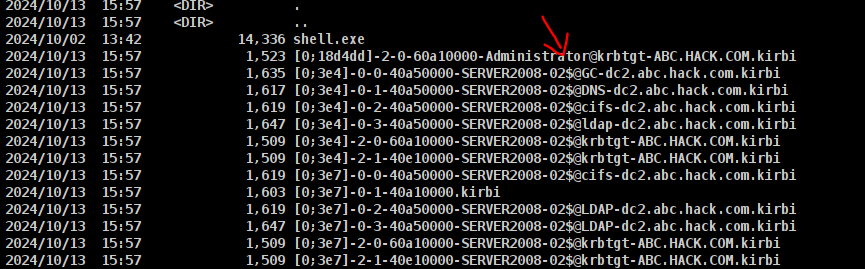 2024/10/13  15:57    <DIR>          .
2024/10/13  15:57    <DIR>          ..
2024/10/02  13:42            14,336 shell.exe
2024/10/13  15:57             1,523 [0;18d4dd]-2-0-60a10000-Administrator@krbtgt-ABC.HACK.COM.kirbi
2024/10/13  15:57             1,635 [0;3e4]-0-0-40a50000-SERVER2008-02$@GC-dc2.abc.hack.com.kirbi
2024/10/13  15:57             1,617 [0;3e4]-0-1-40a50000-SERVER2008-02$@DNS-dc2.abc.hack.com.kirbi
2024/10/13  15:57             1,619 [0;3e4]-0-2-40a50000-SERVER2008-02$@cifs-dc2.abc.hack.com.kirbi
2024/10/13  15:57             1,647 [0;3e4]-0-3-40a50000-SERVER2008-02$@ldap-dc2.abc.hack.com.kirbi
2024/10/13  15:57             1,509 [0;3e4]-2-0-60a10000-SERVER2008-02$@krbtgt-ABC.HACK.COM.kirbi
2024/10/13  15:57             1,509 [0;3e4]-2-1-40e10000-SERVER2008-02$@krbtgt-ABC.HACK.COM.kirbi
2024/10/13  15:57             1,619 [0;3e7]-0-0-40a50000-SERVER2008-02$@cifs-dc2.abc.hack.com.kirbi
2024/10/13  15:57             1,603 [0;3e7]-0-1-40a10000.kirbi
2024/10/13  15:57             1,619 [0;3e7]-0-2-40a50000-SERVER2008-02$@LDAP-dc2.abc.hack.com.kirbi
2024/10/13  15:57             1,647 [0;3e7]-0-3-40a50000-SERVER2008-02$@LDAP-dc2.abc.hack.com.kirbi
2024/10/13  15:57             1,509 [0;3e7]-2-0-60a10000-SERVER2008-02$@krbtgt-ABC.HACK.COM.kirbi
2024/10/13  15:57             1,509 [0;3e7]-2-1-40e10000-SERVER2008-02$@krbtgt-ABC.HACK.COM.kirbi